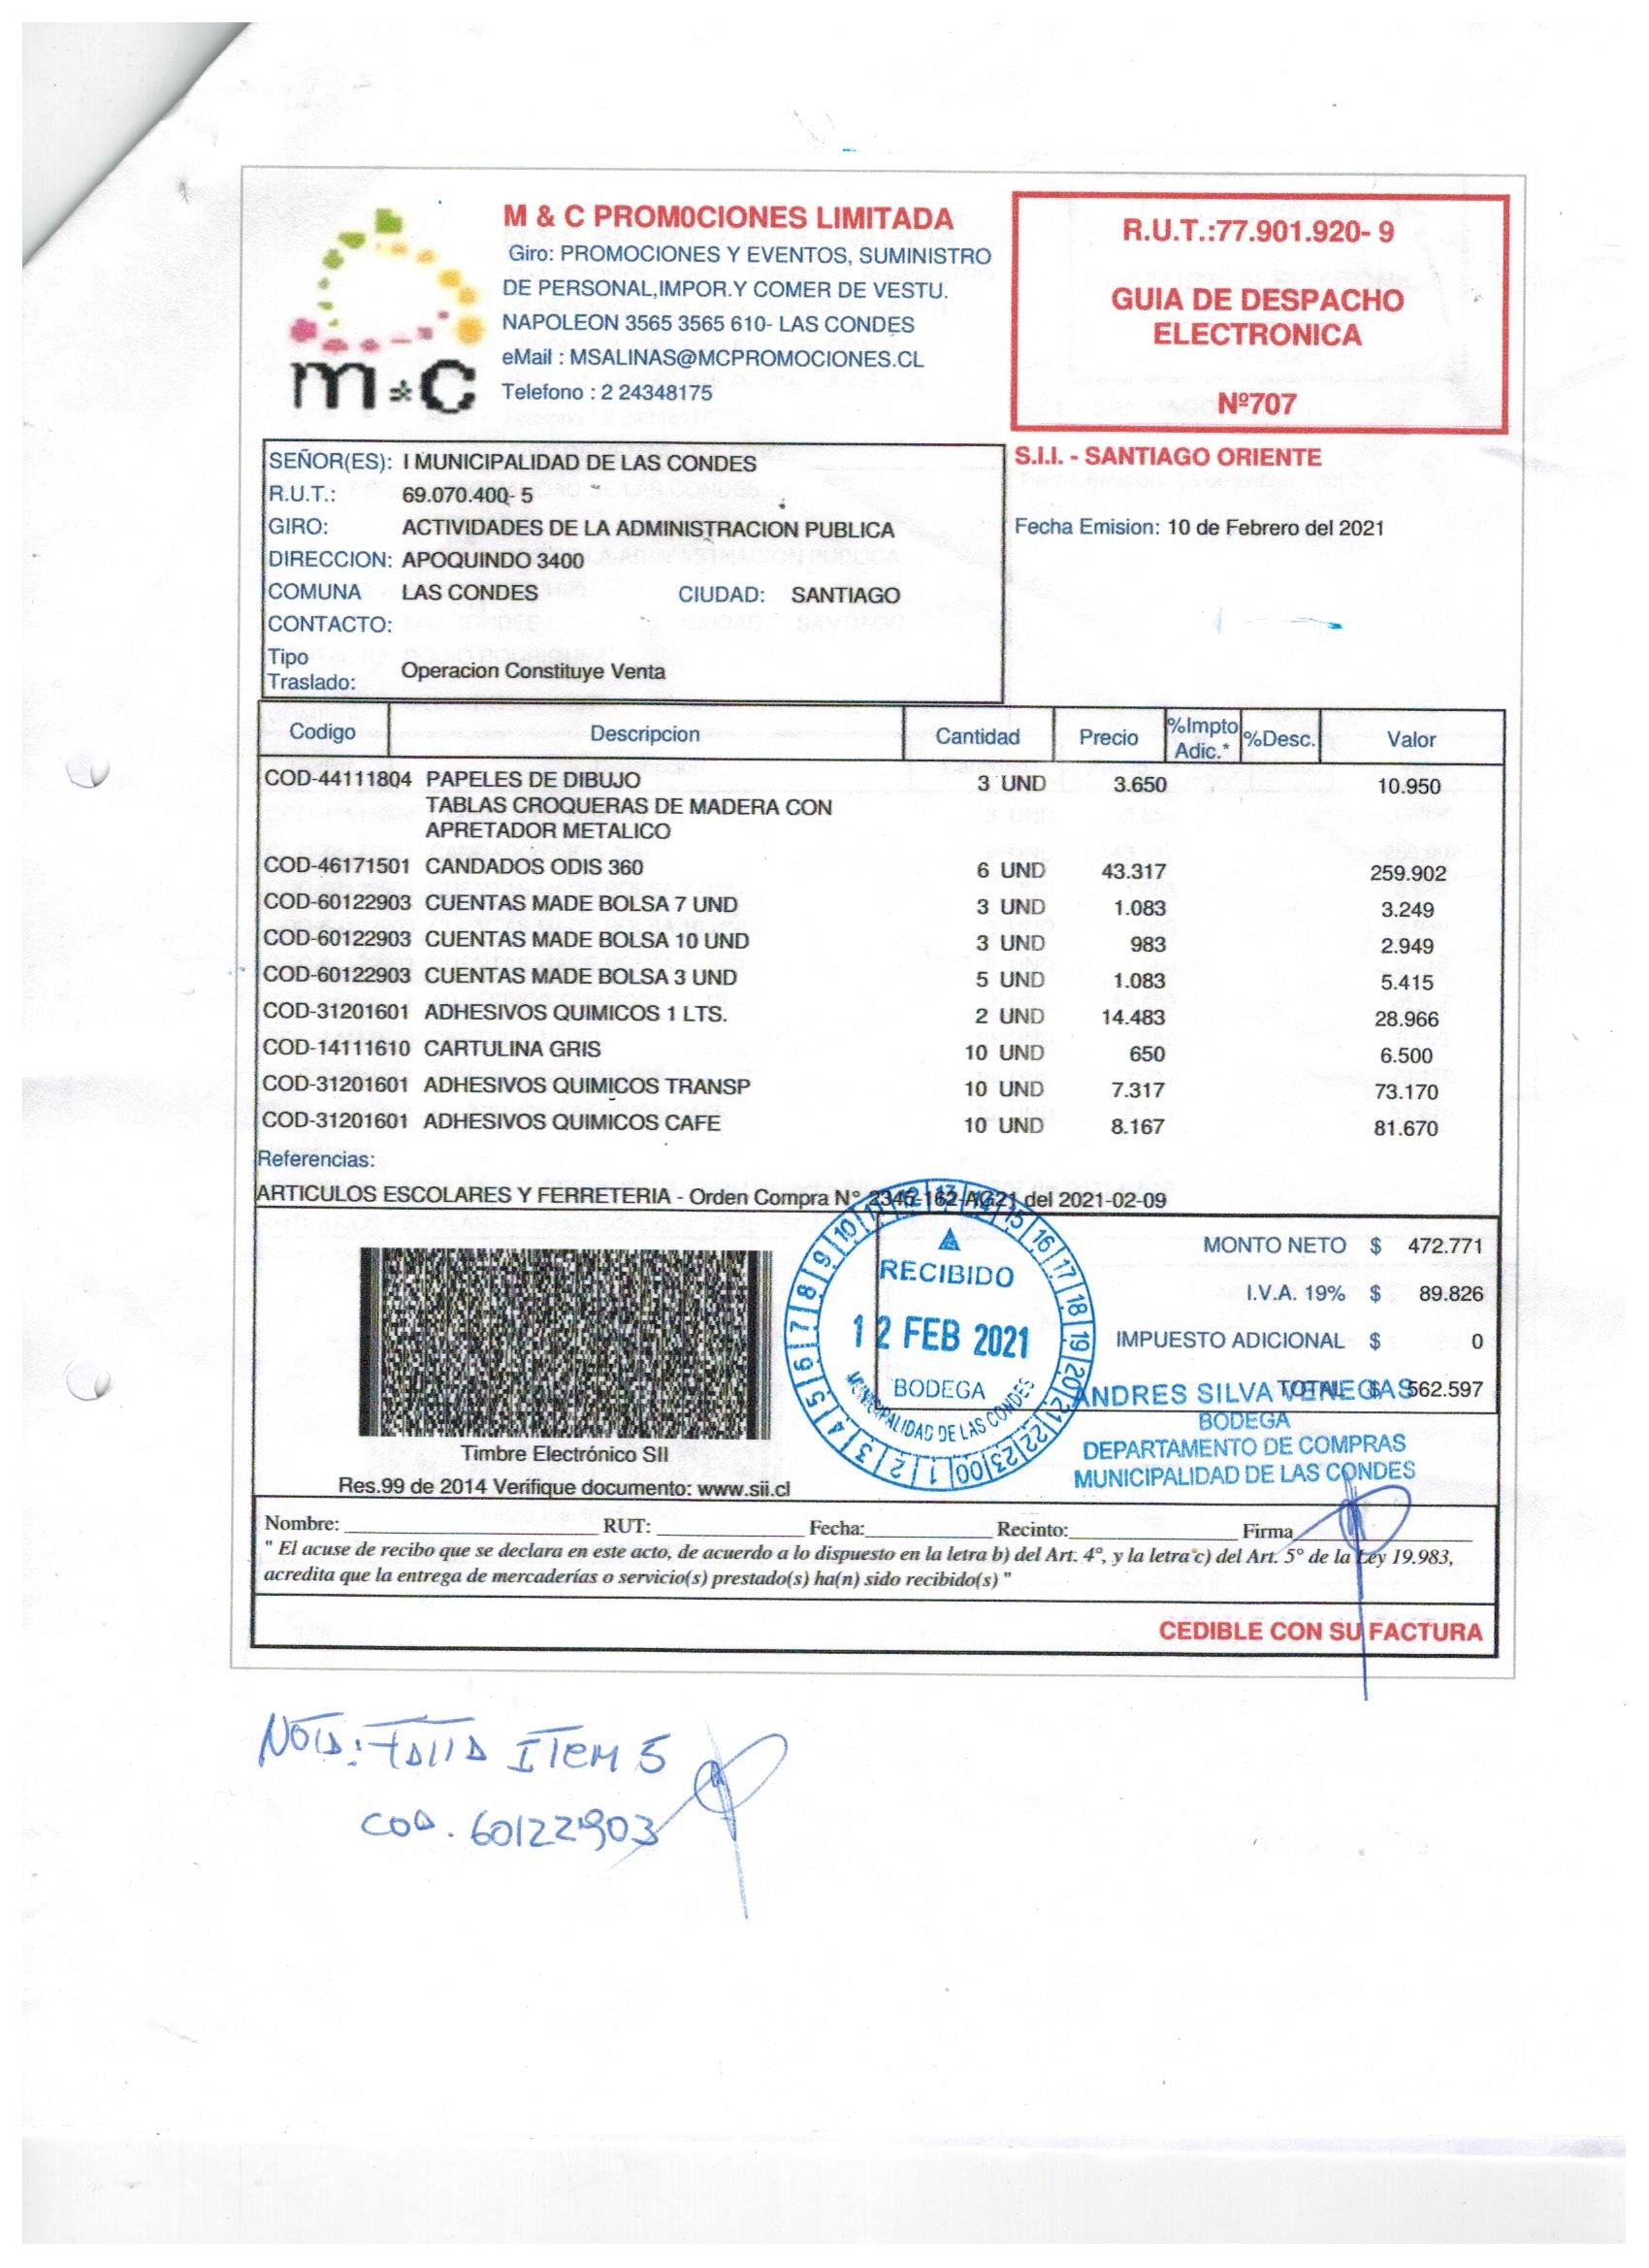 M & C PROM0CIONES LIMITADA
Giro: PROMOCIONES Y EVENTOS, SUMINISTRO
DE PERSONAL,IMPOR.Y COMER DE VESTU.
NAPOLEON 3565 3565 610- LAS CONDES
eMail : MSALINAS@MCPROMOCIONES.CL
Telefono : 2 24348175
m*c
R.U.T.:77.901.920- 9
GUIA DE DESPACHO
ELECTRONICA
Nº707
S.I.I. - SANTIAGO ORIENTE
Fecha Emision: 10 de Febrero del 2021
SEÑOR(ES): I MUNICIPALIDAD DE LAS CONDES
R.U.T.: 69.070.400- 5
GIRO: ACTIVIDADES DE LA ADMINISTRACION PUBLICA
DIRECCION: APOQUINDO 3400
COMUNA LAS CONDES CIUDAD: SANTIAGO
CONTACTO:
Tipo
Traslado: Operacion Constituye Venta
Codigo Descripcion Cantidad Precio %Impto Adic.* %Desc. Valor
COD-44111804 PAPELES DE DIBUJO 3 UND 3.650 10.950
TABLAS CROQUERAS DE MADERA CON
APRETADOR METALICO
COD-46171501 CANDADOS ODIS 360 6 UND 43.317 259.902
COD-60122903 CUENTAS MADE BOLSA 7 UND 3 UND 1.083 3.249
COD-60122903 CUENTAS MADE BOLSA 10 UND 3 UND 983 2.949
COD-60122903 CUENTAS MADE BOLSA 3 UND 5 UND 1.083 5.415
COD-31201601 ADHESIVOS QUIMICOS 1 LTS. 2 UND 14.483 28.966
COD-14111610 CARTULINA GRIS 10 UND 650 6.500
COD-31201601 ADHESIVOS QUIMICOS TRANSP 10 UND 7.317 73.170
COD-31201601 ADHESIVOS QUIMICOS CAFE 10 UND 8.167 81.670
Referencias:
ARTICULOS ESCOLARES Y FERRETERIA - Orden Compra N° 2345-162-AG21 del 2021-02-09
MONTO NETO $ 472.771
I.V.A. 19% $ 89.826
IMPUESTO ADICIONAL $ 0
TOTAL $ 562.597
1 2 3 4 5 6 7 8 9 10 11 12 13 14 15 16 17 18 19 20 21 22 23 00
RECIBIDO
12 FEB 2021
BODEGA
MUNICIPALIDAD DE LAS CONDES
ANDRES SILVA VENEGAS
BODEGA
DEPARTAMENTO DE COMPRAS
MUNICIPALIDAD DE LAS CONDES
Timbre Electrónico SII
Res.99 de 2014 Verifique documento: www.sii.cl
Nombre: RUT: Fecha: Recinto: Firma
" El acuse de recibo que se declara en este acto, de acuerdo a lo dispuesto en la letra b) del Art. 4°, y la letra c) del Art. 5° de la Ley 19.983,
acredita que la entrega de mercaderías o servicio(s) prestado(s) ha(n) sido recibido(s) "
CEDIBLE CON SU FACTURA
NOTA: FALTA ITEM 5
COD. 60122903